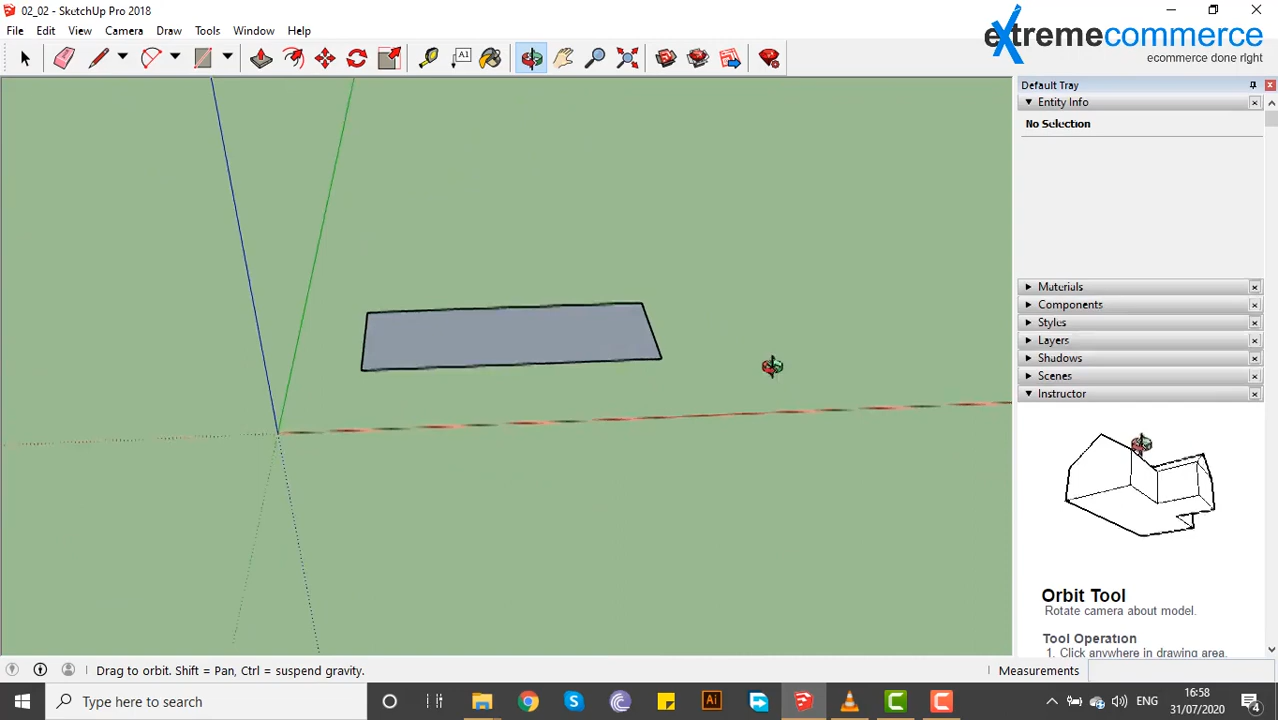 02_02 - SketchUp Pro 2018
extremecommerce
ecommerce done right
File Edit View Camera Draw Tools Window Help
A1
Default Tray
Entity Info
No Selection
Materials
Components
Styles
Layers
Shadows
Scenes
Instructor
Orbit Tool
Rotate camera about model.
Tool Operation
1. Click anywhere in drawing area.
Drag to orbit. Shift = Pan, Ctrl = suspend gravity.
Measurements
Type here to search
Ai
ENG
16:58
31/07/2020
4